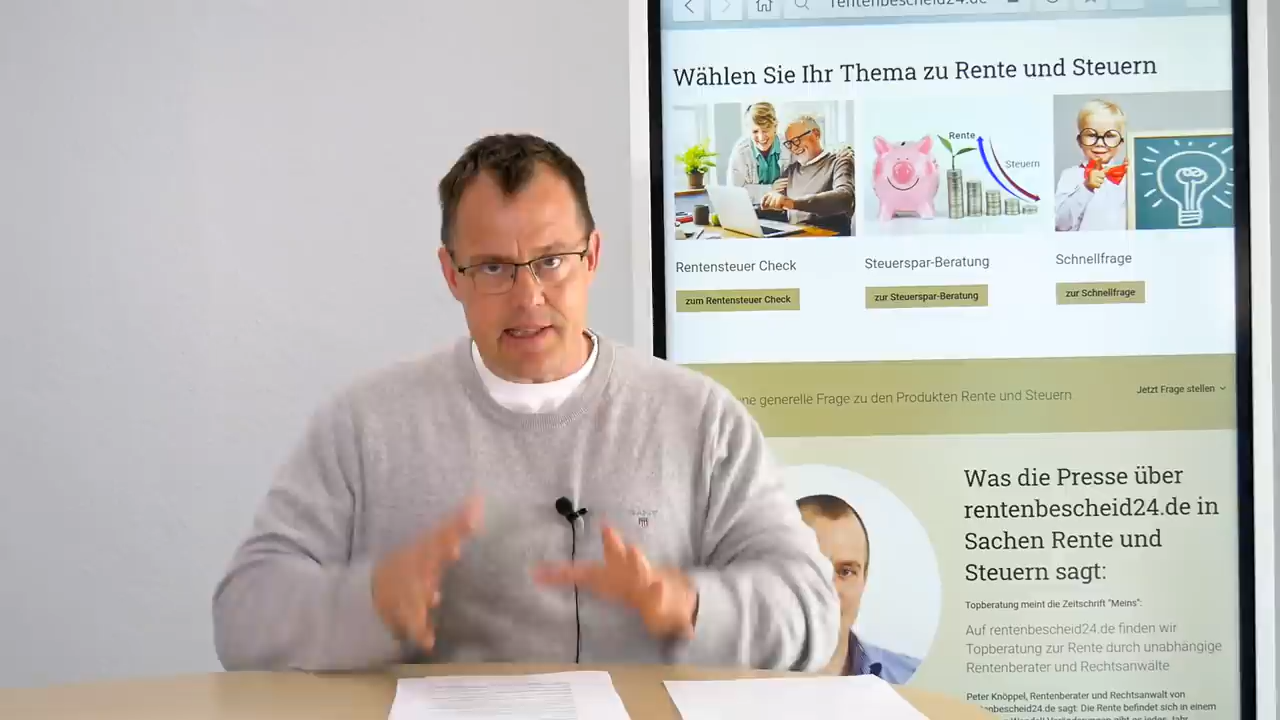 rentenbescheid24.de
Wählen Sie Ihr Thema zu Rente und Steuern
Rente
Steuern
Rentensteuer Check
Steuerspar-Beratung
Schnellfrage
zum Rentensteuer Check
zur Steuerspar-Beratung
zur Schnellfrage
generelle Frage zu den Produkten Rente und Steuern
Jetzt Frage stellen
Was die Presse über
rentenbescheid24.de in
Sachen Rente und
Steuern sagt:
Topberatung meint die Zeitschrift "Meins":
Auf rentenbescheid24.de finden wir
Topberatung zur Rente durch unabhängige
Rentenberater und Rechtsanwälte
Peter Knöppel, Rentenberater und Rechtsanwalt von
rentenbescheid24.de sagt: Die Rente befindet sich in einem
GANT